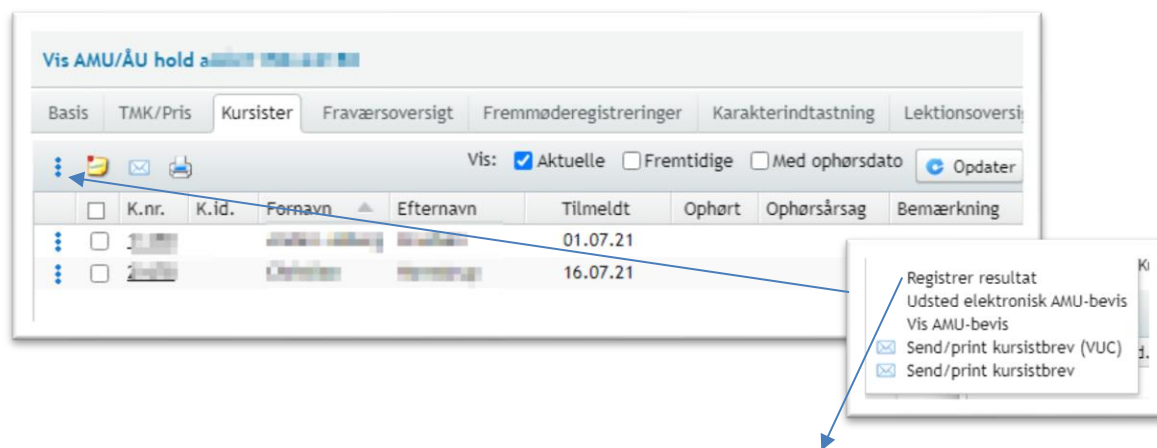 Vis AMU/ÅU hold
Basis TMK/Pris Kursister Fraværsoversigt Fremmøderegistreringer Karakterindtastning Lektionsoversig
Vis: Aktuelle Fremtidige Med ophørsdato Opdater
K.nr. K.id. Fornavn Efternavn Tilmeldt Ophørt Ophørsårsag Bemærkning
01.07.21
16.07.21
Registrer resultat
Udsted elektronisk AMU-bevis
Vis AMU-bevis
Send/print kursistbrev (VUC)
Send/print kursistbrev